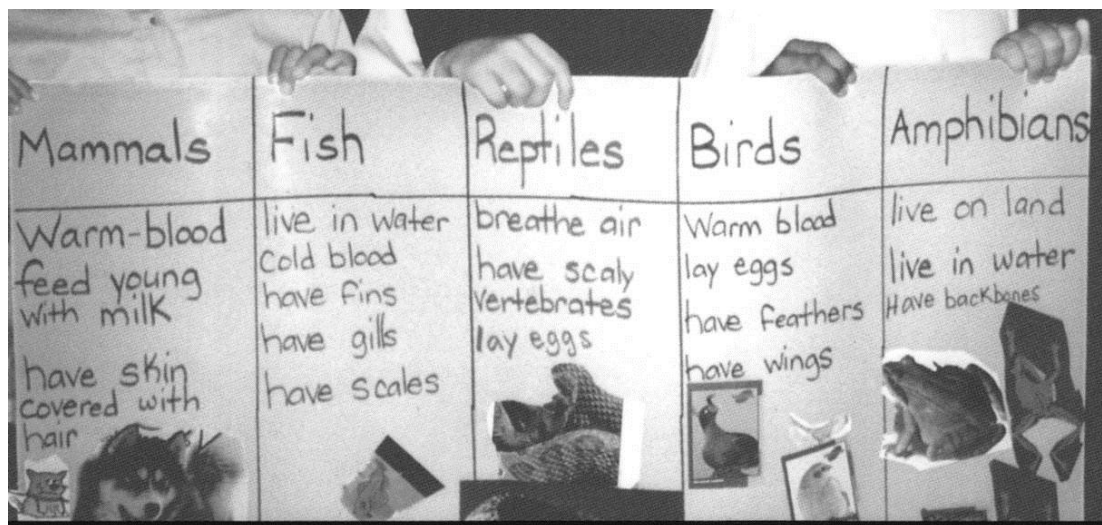 Mammals
Warm-blood
feed young
with milk
have skin
covered with
hair
Fish
live in water
cold blood
have fins
have gills
have scales
Reptiles
breathe air
have scaly
vertebrates
lay eggs
Birds
Warm blood
lay eggs
have feathers
have wings
Amphibians
live on land
live in water
Have backbones